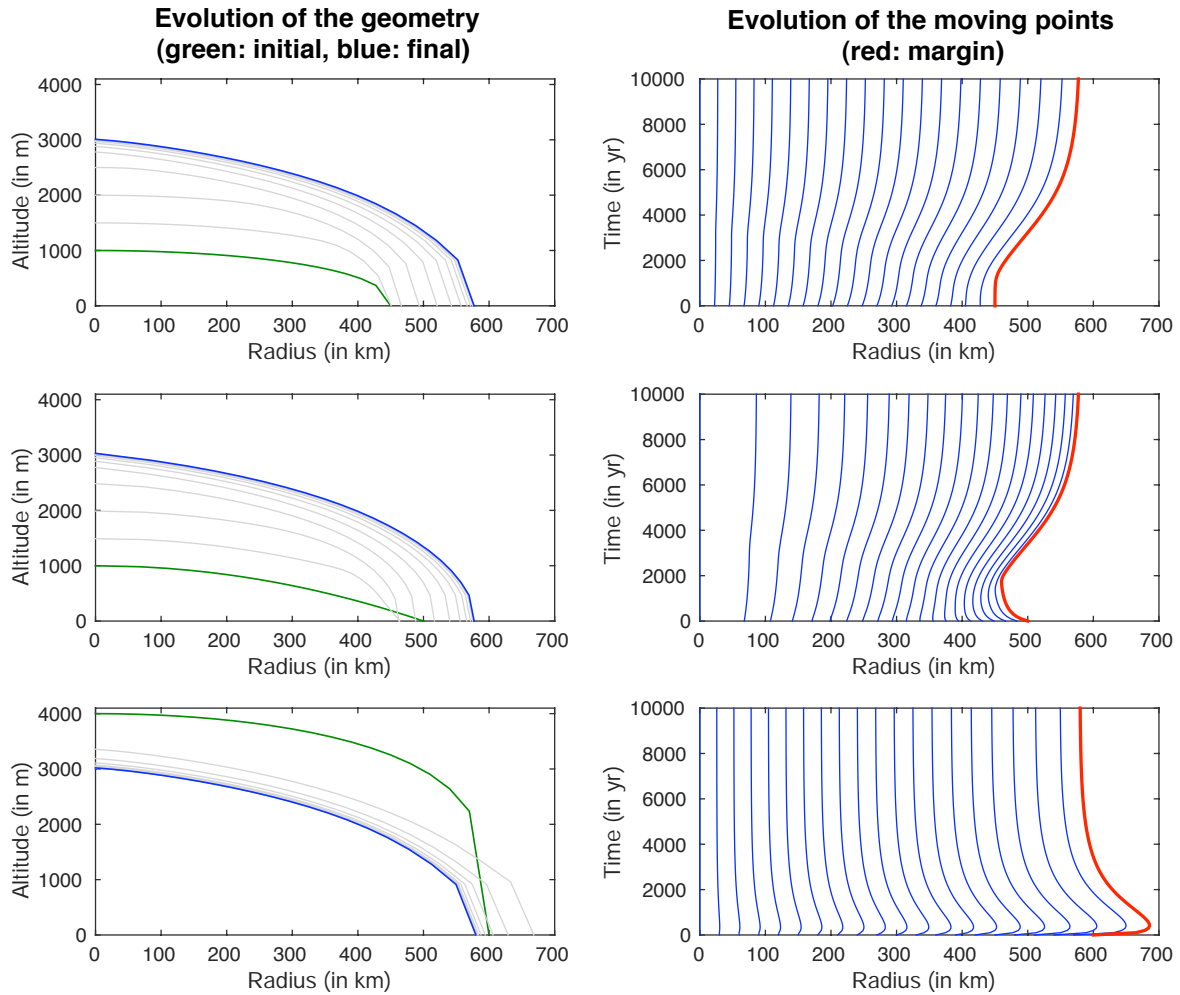 Evolution of the geometry
(green: initial, blue: final)
Evolution of the moving points
(red: margin)
4000
3000
2000
1000
0
Altitude (in m)
0 100 200 300 400 500 600 700
Radius (in km)
10000
8000
6000
4000
2000
0
Time (in yr)
0 100 200 300 400 500 600 700
Radius (in km)
4000
3000
2000
1000
0
Altitude (in m)
0 100 200 300 400 500 600 700
Radius (in km)
10000
8000
6000
4000
2000
0
Time (in yr)
0 100 200 300 400 500 600 700
Radius (in km)
4000
3000
2000
1000
0
Altitude (in m)
0 100 200 300 400 500 600 700
Radius (in km)
10000
8000
6000
4000
2000
0
Time (in yr)
0 100 200 300 400 500 600 700
Radius (in km)